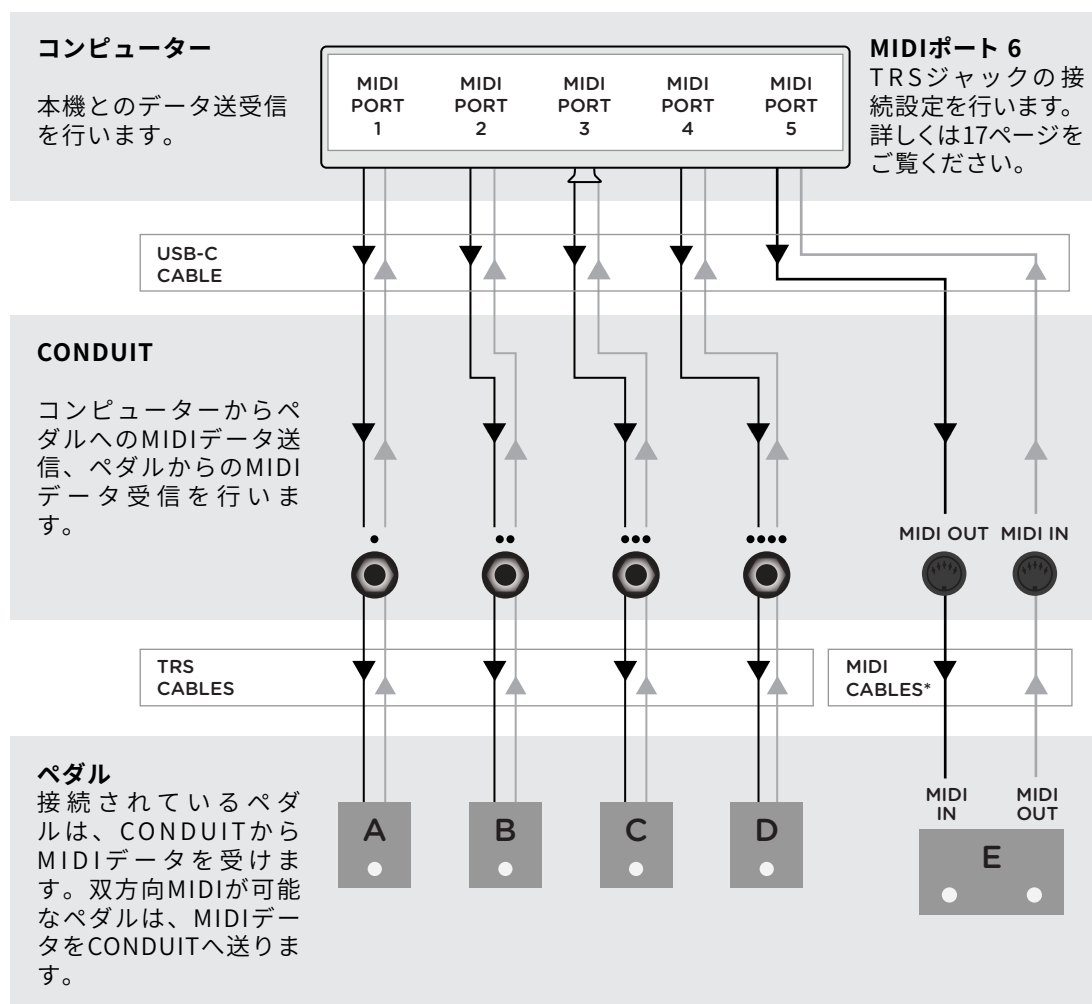 コンピューター
本機とのデータ送受信
を行います。
MIDI PORT 1
MIDI PORT 2
MIDI PORT 3
MIDI PORT 4
MIDI PORT 5
MIDIポート 6
TRSジャックの接
続設定を行います。
詳しくは17ページを
ご覧ください。
USB-C
CABLE
CONDUIT
コンピューターからペ
ダルへのMIDIデータ送
信、ペダルからのMIDI
データ受信を行いま
す。
MIDI OUT MIDI IN
TRS
CABLES
MIDI
CABLES*
ペダル
接続されているペダ
ルは、CONDUITから
MIDIデータを受けま
す。双方向MIDIが可能
なペダルは、MIDIデー
タをCONDUITへ送りま
す。
A
B
C
D
MIDI
IN
MIDI
OUT
E